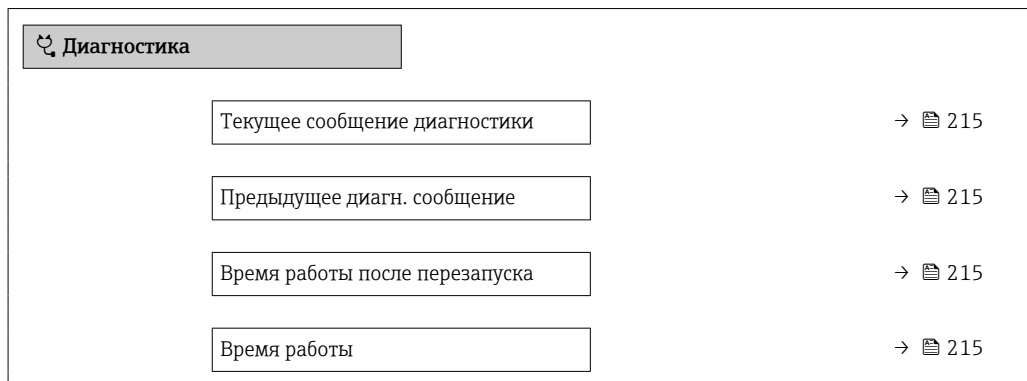 Диагностика
Текущее сообщение диагностики → 215
Предыдущее диагн. сообщение → 215
Время работы после перезапуска → 215
Время работы → 215